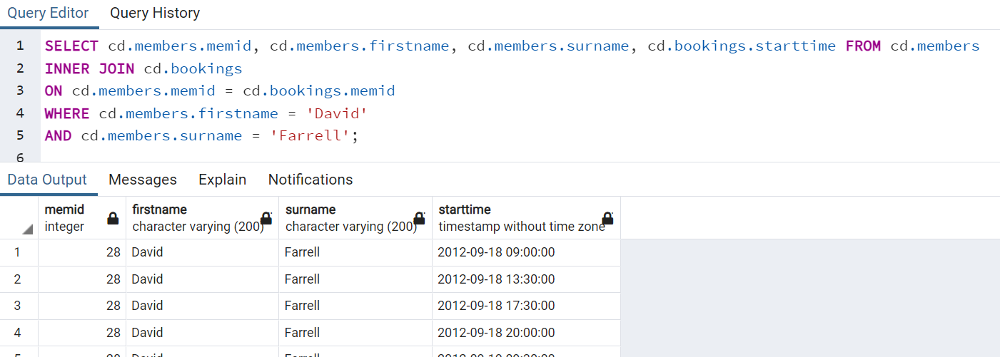 Query Editor Query History
1 SELECT cd.members.memid, cd.members.firstname, cd.members.surname, cd.bookings.starttime FROM cd.members
2 INNER JOIN cd.bookings
3 ON cd.members.memid = cd.bookings.memid
4 WHERE cd.members.firstname = 'David'
5 AND cd.members.surname = 'Farrell';
6
Data Output Messages Explain Notifications
memid firstname surname starttime
integer character varying (200) character varying (200) timestamp without time zone
1 28 David Farrell 2012-09-18 09:00:00
2 28 David Farrell 2012-09-18 13:30:00
3 28 David Farrell 2012-09-18 17:30:00
4 28 David Farrell 2012-09-18 20:00:00